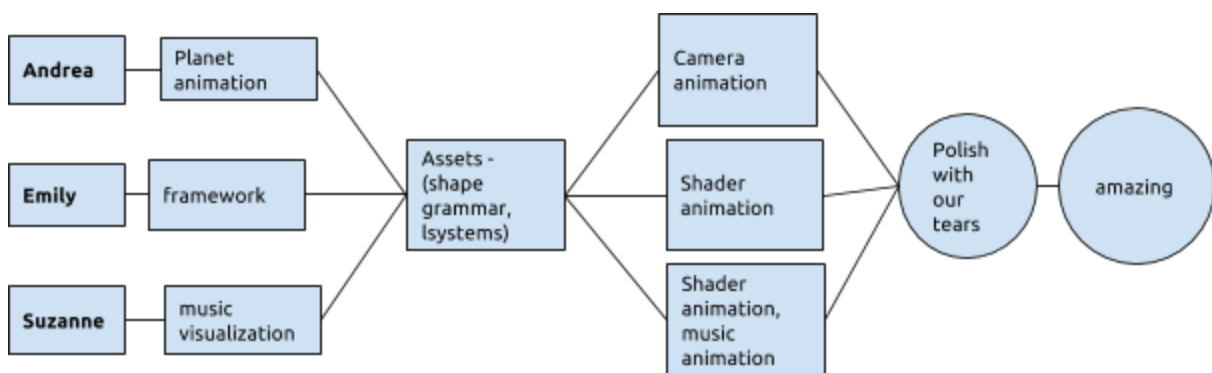 Andrea
Planet
animation
Emily
framework
Suzanne
music
visualization
Assets -
(shape
grammar,
lsystems)
Camera
animation
Shader
animation
Shader
animation,
music
animation
Polish
with
our
tears
amazing